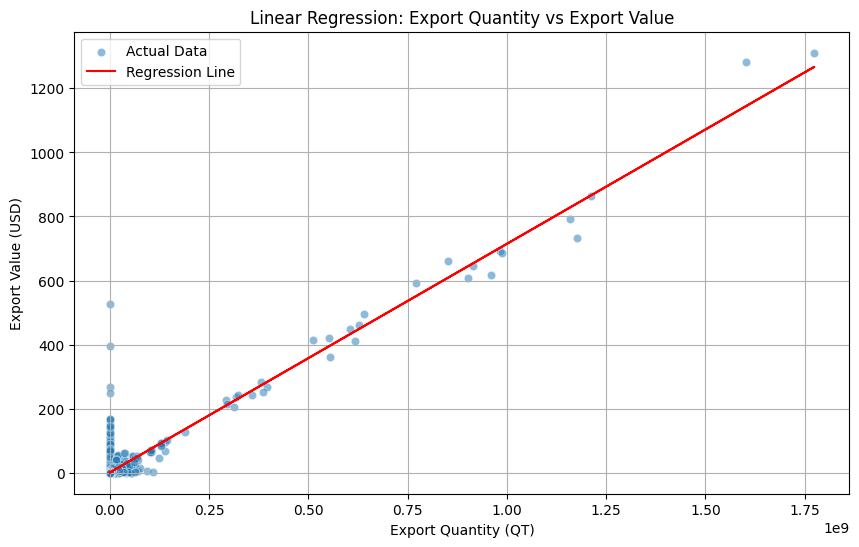 Linear Regression: Export Quantity vs Export Value
Actual Data
Regression Line
Export Value (USD)
1200
1000
800
600
400
200
0
0.00 0.25 0.50 0.75 1.00 1.25 1.50 1.75
1e9
Export Quantity (QT)